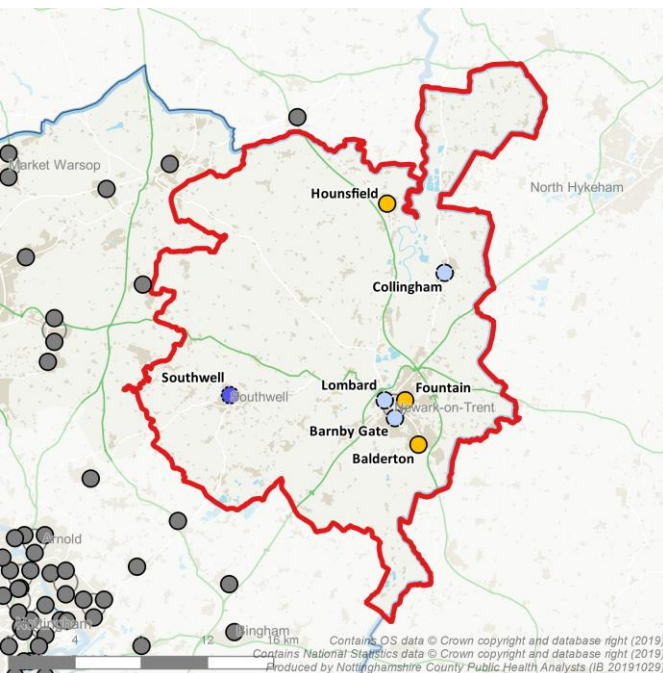 Market Warsop
North Hykeham
Hounsfield
Collingham
Southwell
Southwell
Lombard
Fountain
Newark-on-Trent
Barnby Gate
Balderton
Arnold
Nottingham
Bingham
4
12
16 km
Contains OS data © Crown copyright and database right (2019)
Contains National Statistics data © Crown copyright and database right (2019)
Produced by Nottinghamshire County Public Health Analysts (IB 20191029)